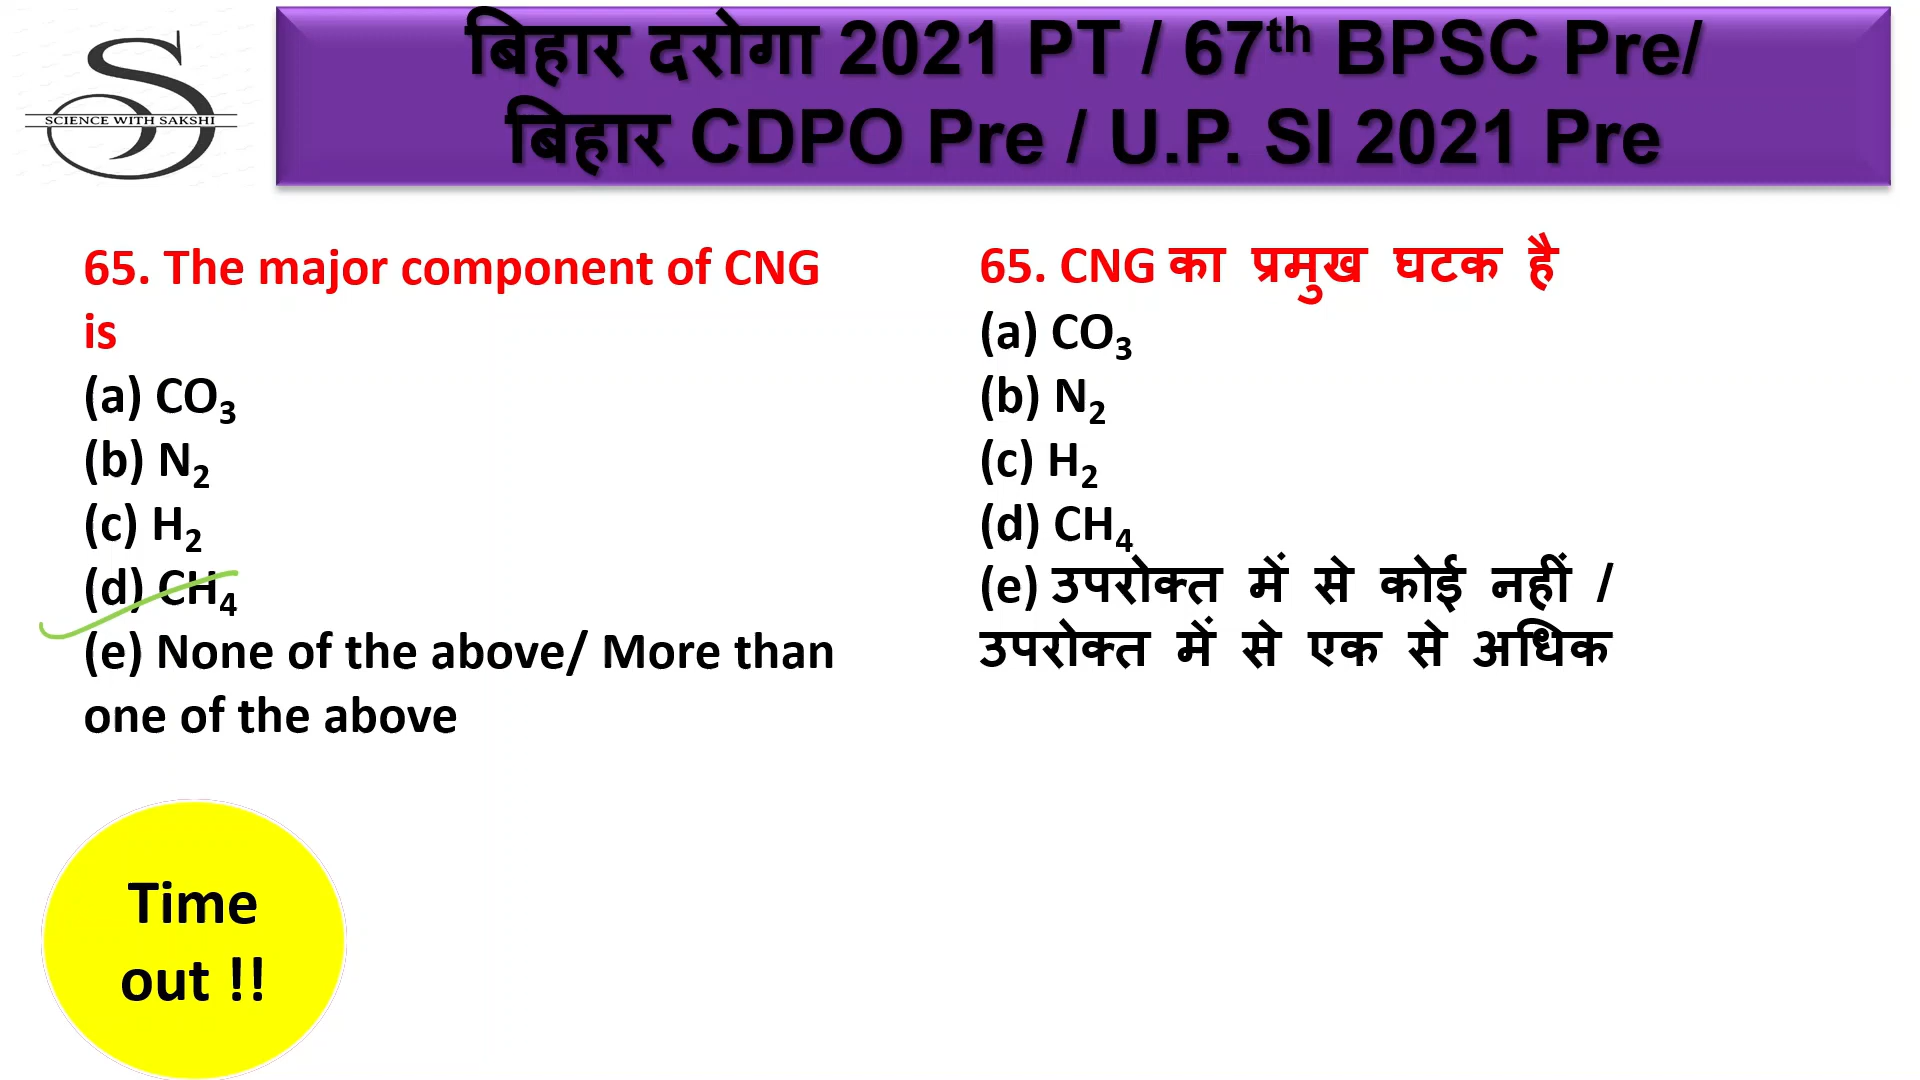 SCIENCE WITH SAKSHI
बिहार दरोगा 2021 PT / 67th BPSC Pre/
बिहार CDPO Pre / U.P. SI 2021 Pre
65. The major component of CNG
is
(a) CO₃
(b) N₂
(c) H₂
(d) CH₄
(e) None of the above/ More than
one of the above
65. CNG का प्रमुख घटक है
(a) CO₃
(b) N₂
(c) H₂
(d) CH₄
(e) उपरोक्त में से कोई नहीं /
उपरोक्त में से एक से अधिक
Time
out !!